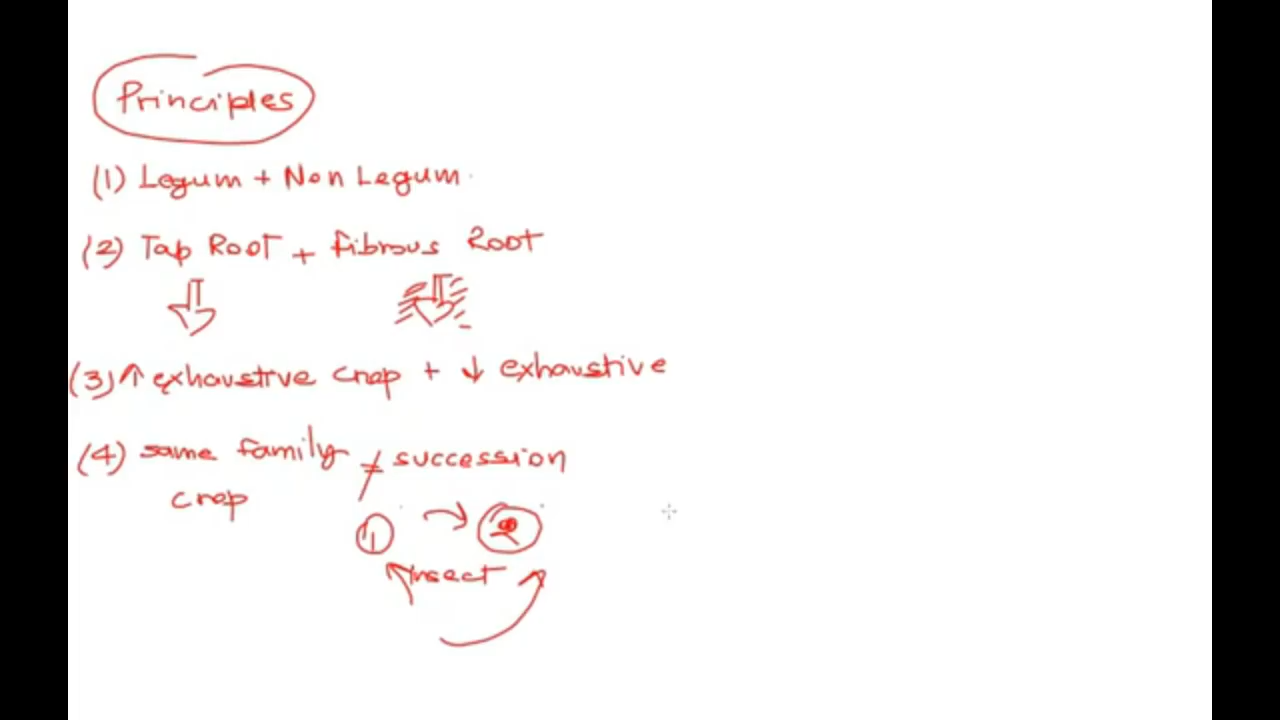 Principles
(1) Legum + Non Legum
(2) Tap Root + fibrous Root
(3) ↑ exhaustive crop + ↓ exhaustive
(4) same family ≠ succession
crop
1 → 2
insect